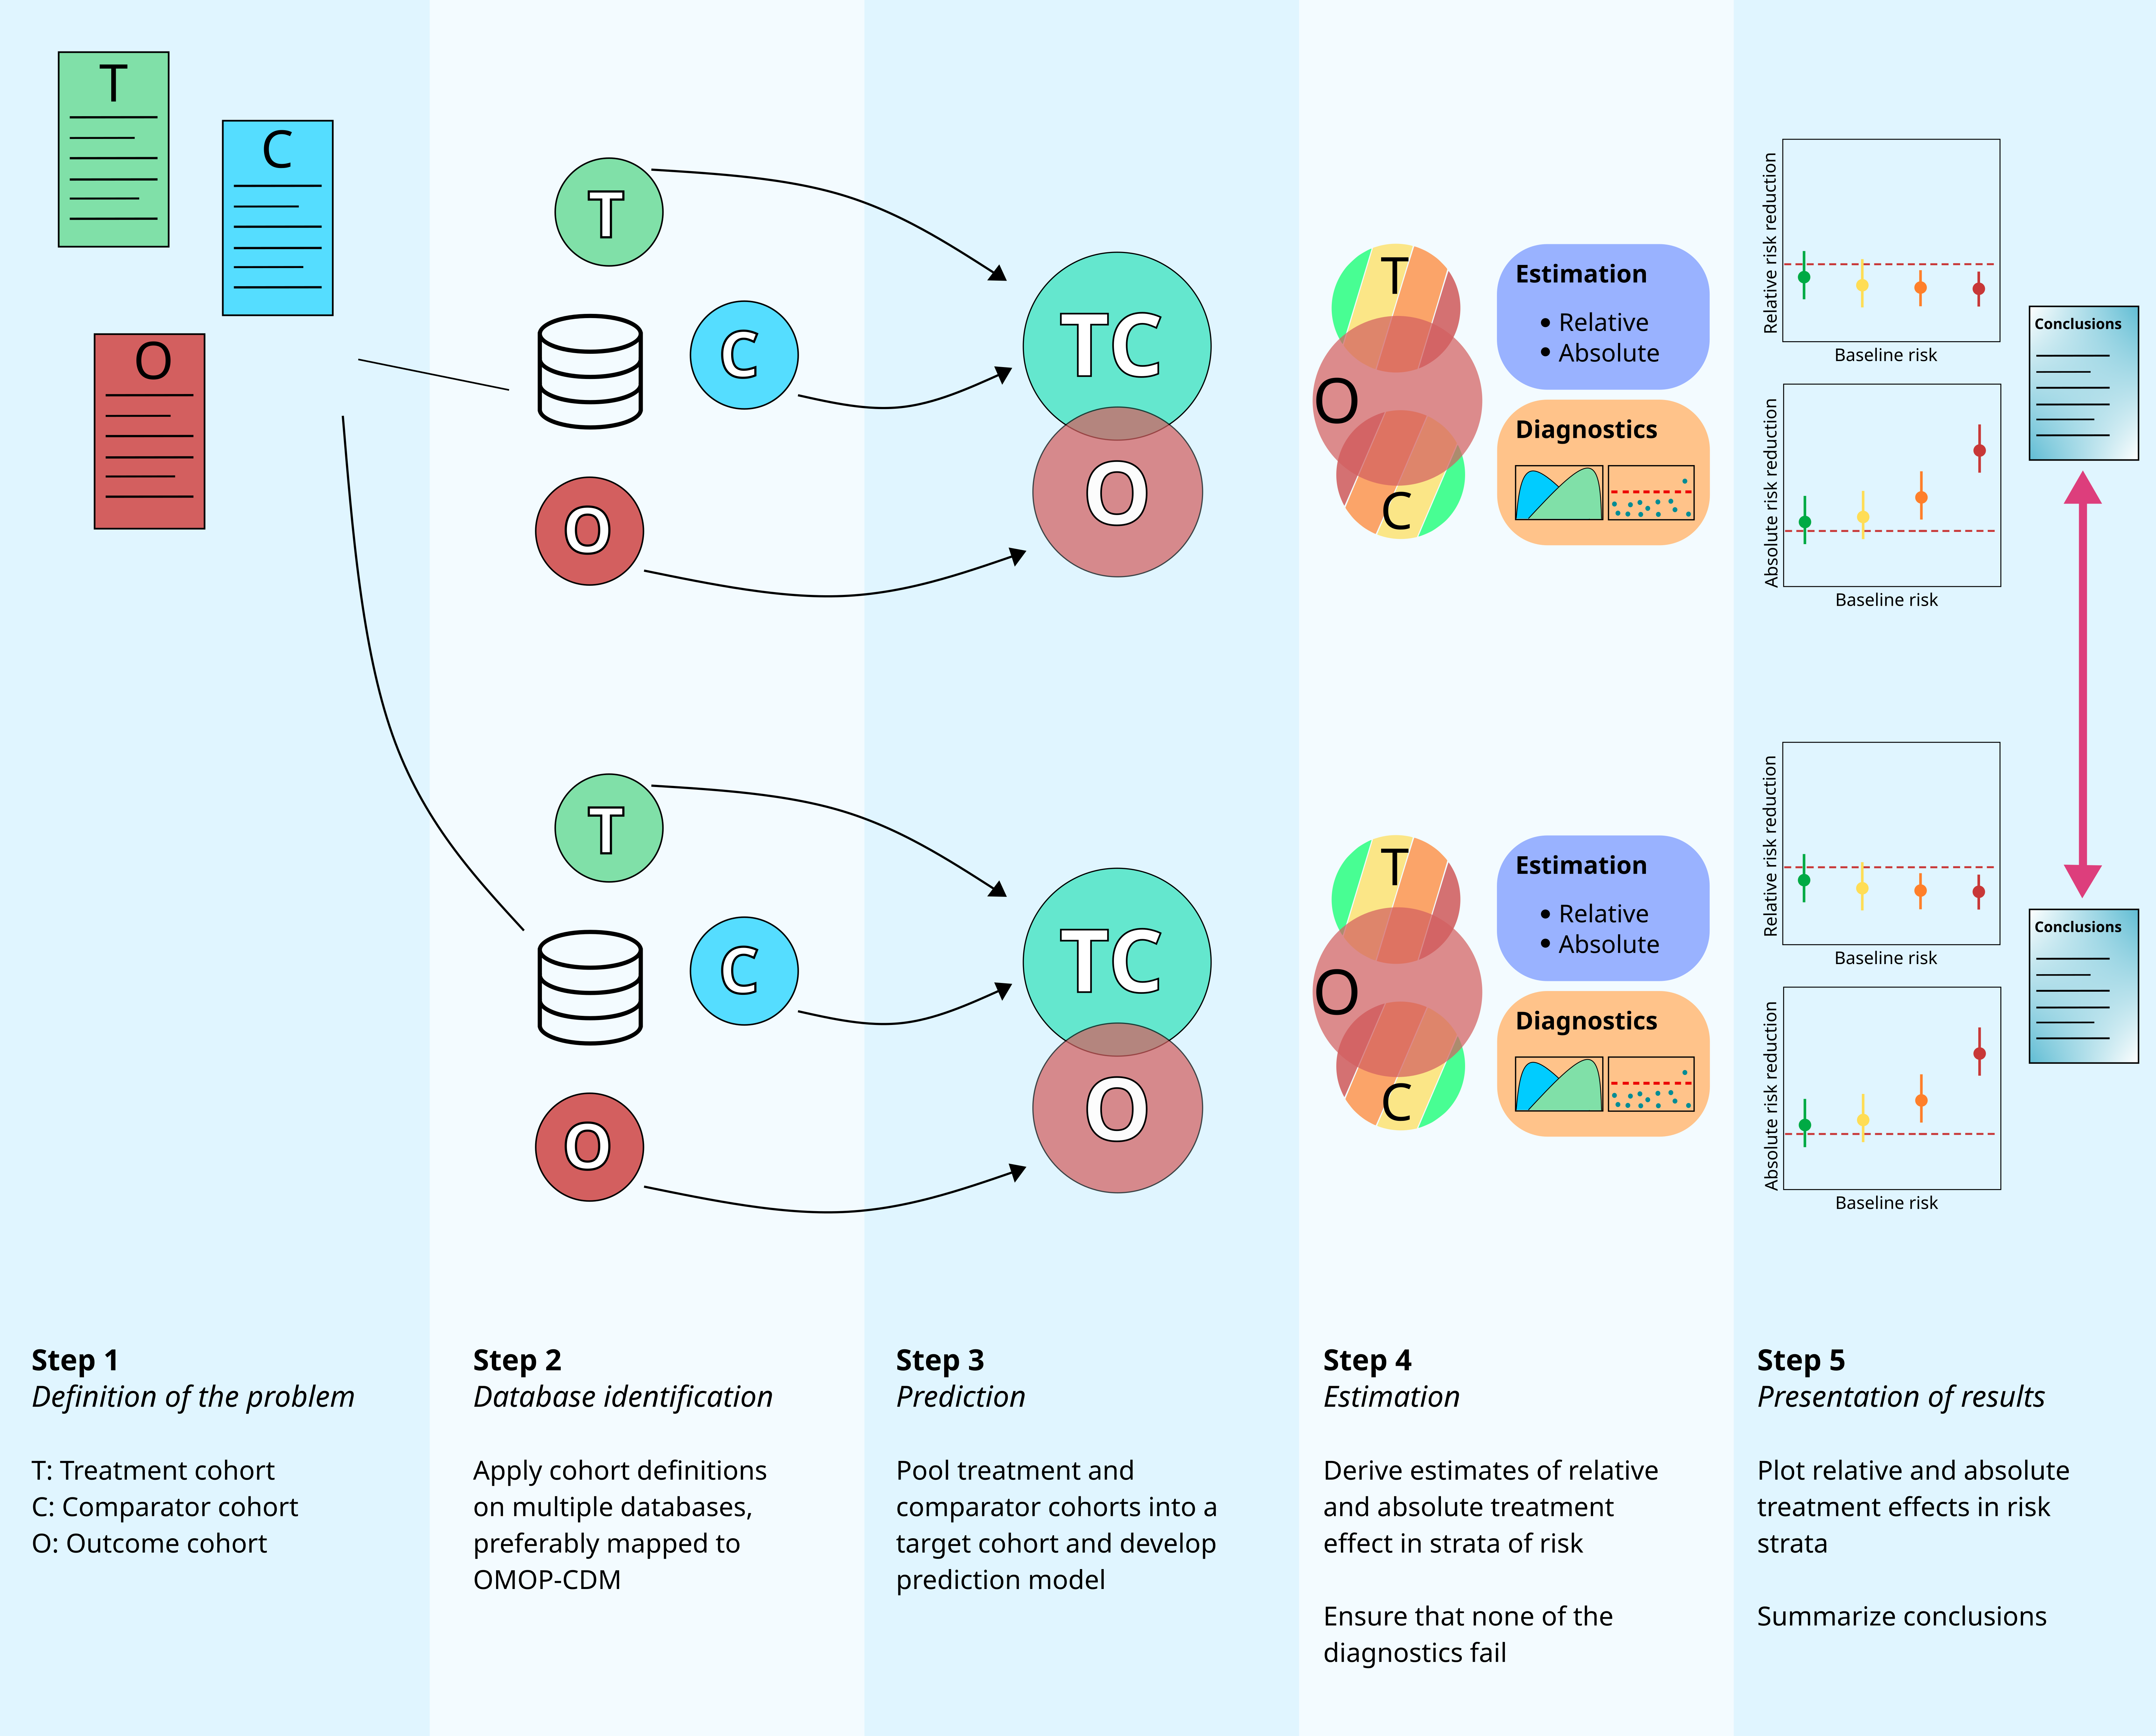 T
C
O
T
C
O
TC
O
T
O
C
Estimation
• Relative
• Absolute
Diagnostics
Relative risk reduction
Baseline risk
Absolute risk reduction
Baseline risk
Conclusions
T
C
O
TC
O
T
O
C
Estimation
• Relative
• Absolute
Diagnostics
Relative risk reduction
Baseline risk
Absolute risk reduction
Baseline risk
Conclusions
Step 1
Definition of the problem
T: Treatment cohort
C: Comparator cohort
O: Outcome cohort
Step 2
Database identification
Apply cohort definitions
on multiple databases,
preferably mapped to
OMOP-CDM
Step 3
Prediction
Pool treatment and
comparator cohorts into a
target cohort and develop
prediction model
Step 4
Estimation
Derive estimates of relative
and absolute treatment
effect in strata of risk
Ensure that none of the
diagnostics fail
Step 5
Presentation of results
Plot relative and absolute
treatment effects in risk
strata
Summarize conclusions